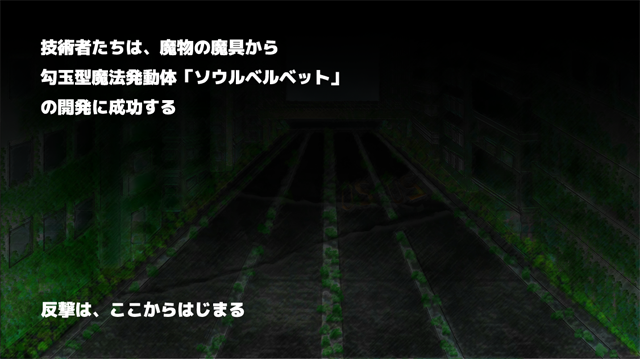 技術者たちは、魔物の魔具から
勾玉型魔法発動体「ソウルベルベット」
の開発に成功する
反撃は、ここからはじまる